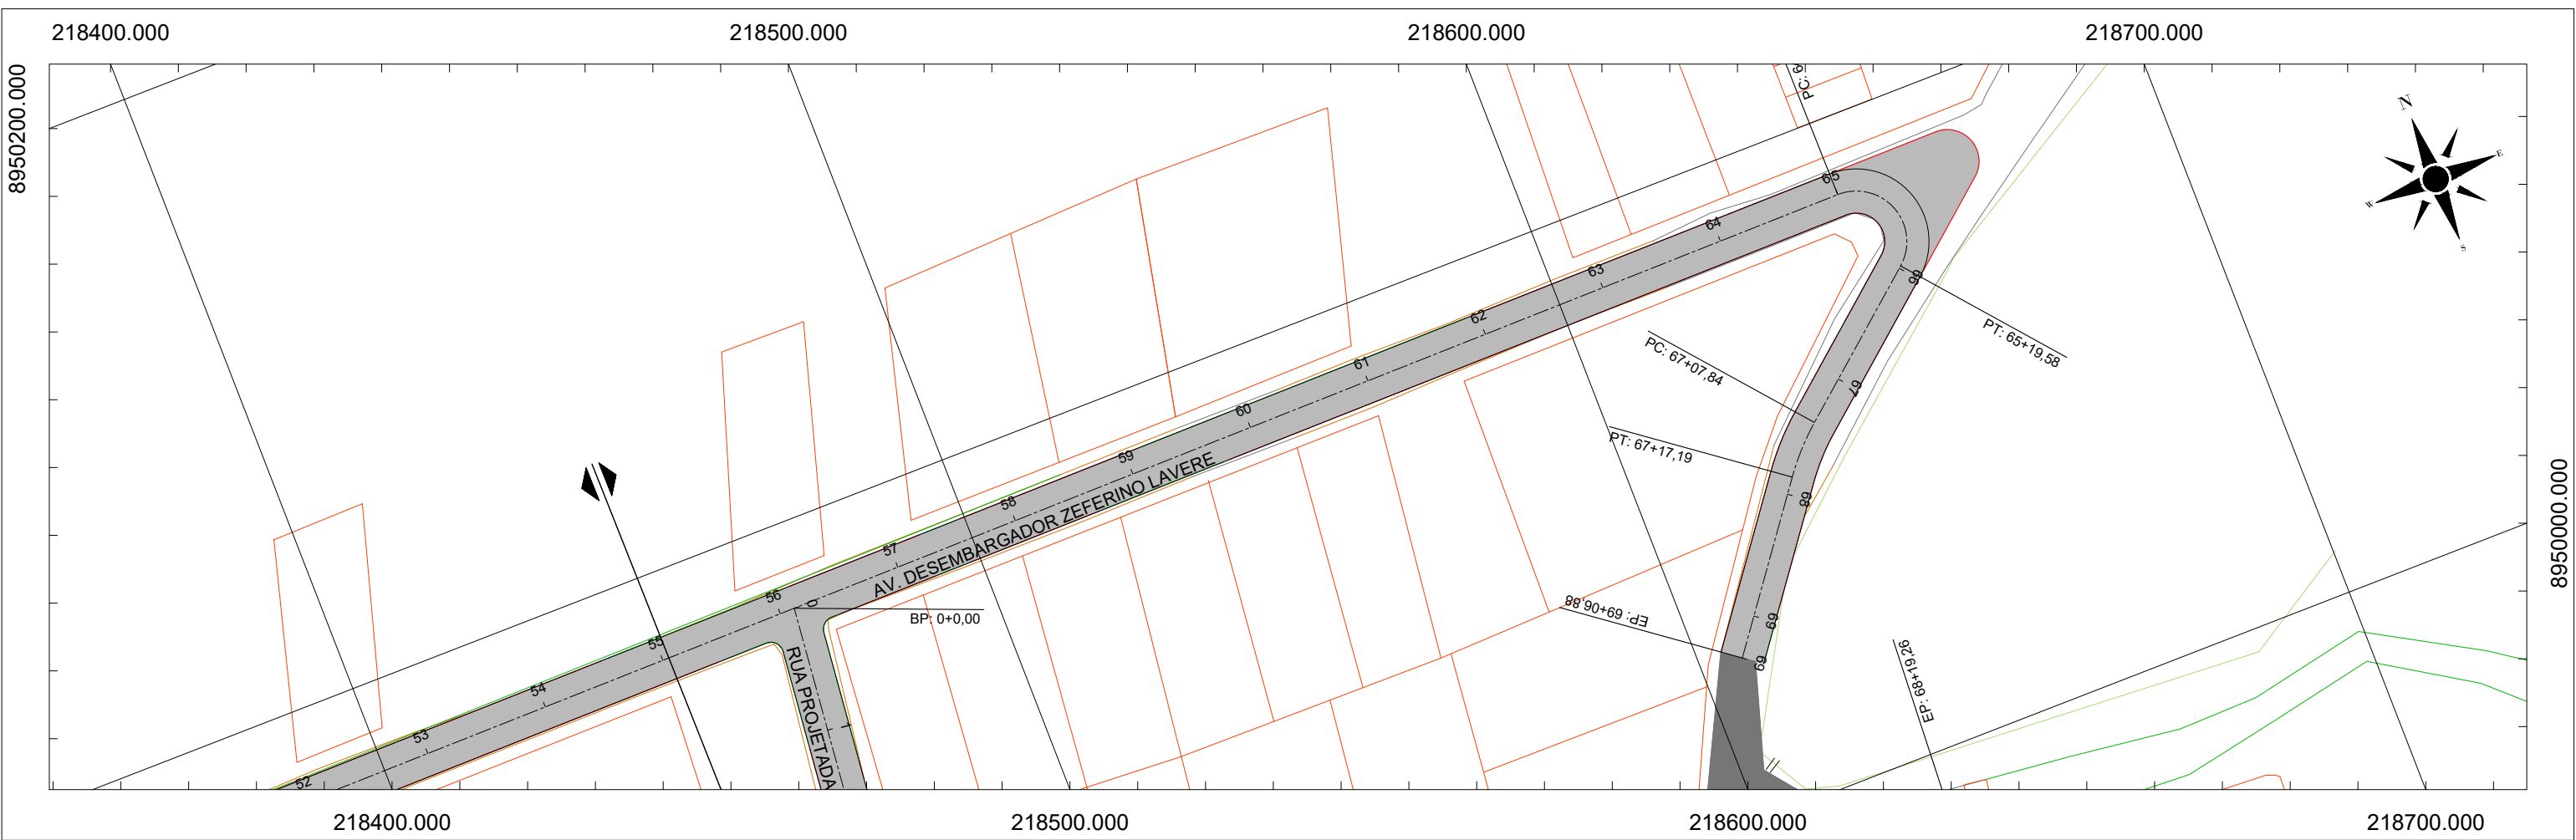 218400.000
218500.000
218600.000
218700.000
8950200.000
N
E
W
S
PC: 6
65
64
63
62
61
60
59
58
57
56
55
54
53
52
66
67
68
69
69
PT: 65+19,58
PC: 67+07,84
PT: 67+17,19
EP: 69+06,88
EP: 68+19,26
AV. DESEMBARGADOR ZEFERINO LAVERE
0
BP: 0+0,00
RUA PROJETADA
1
8950000.000
218400.000
218500.000
218600.000
218700.000